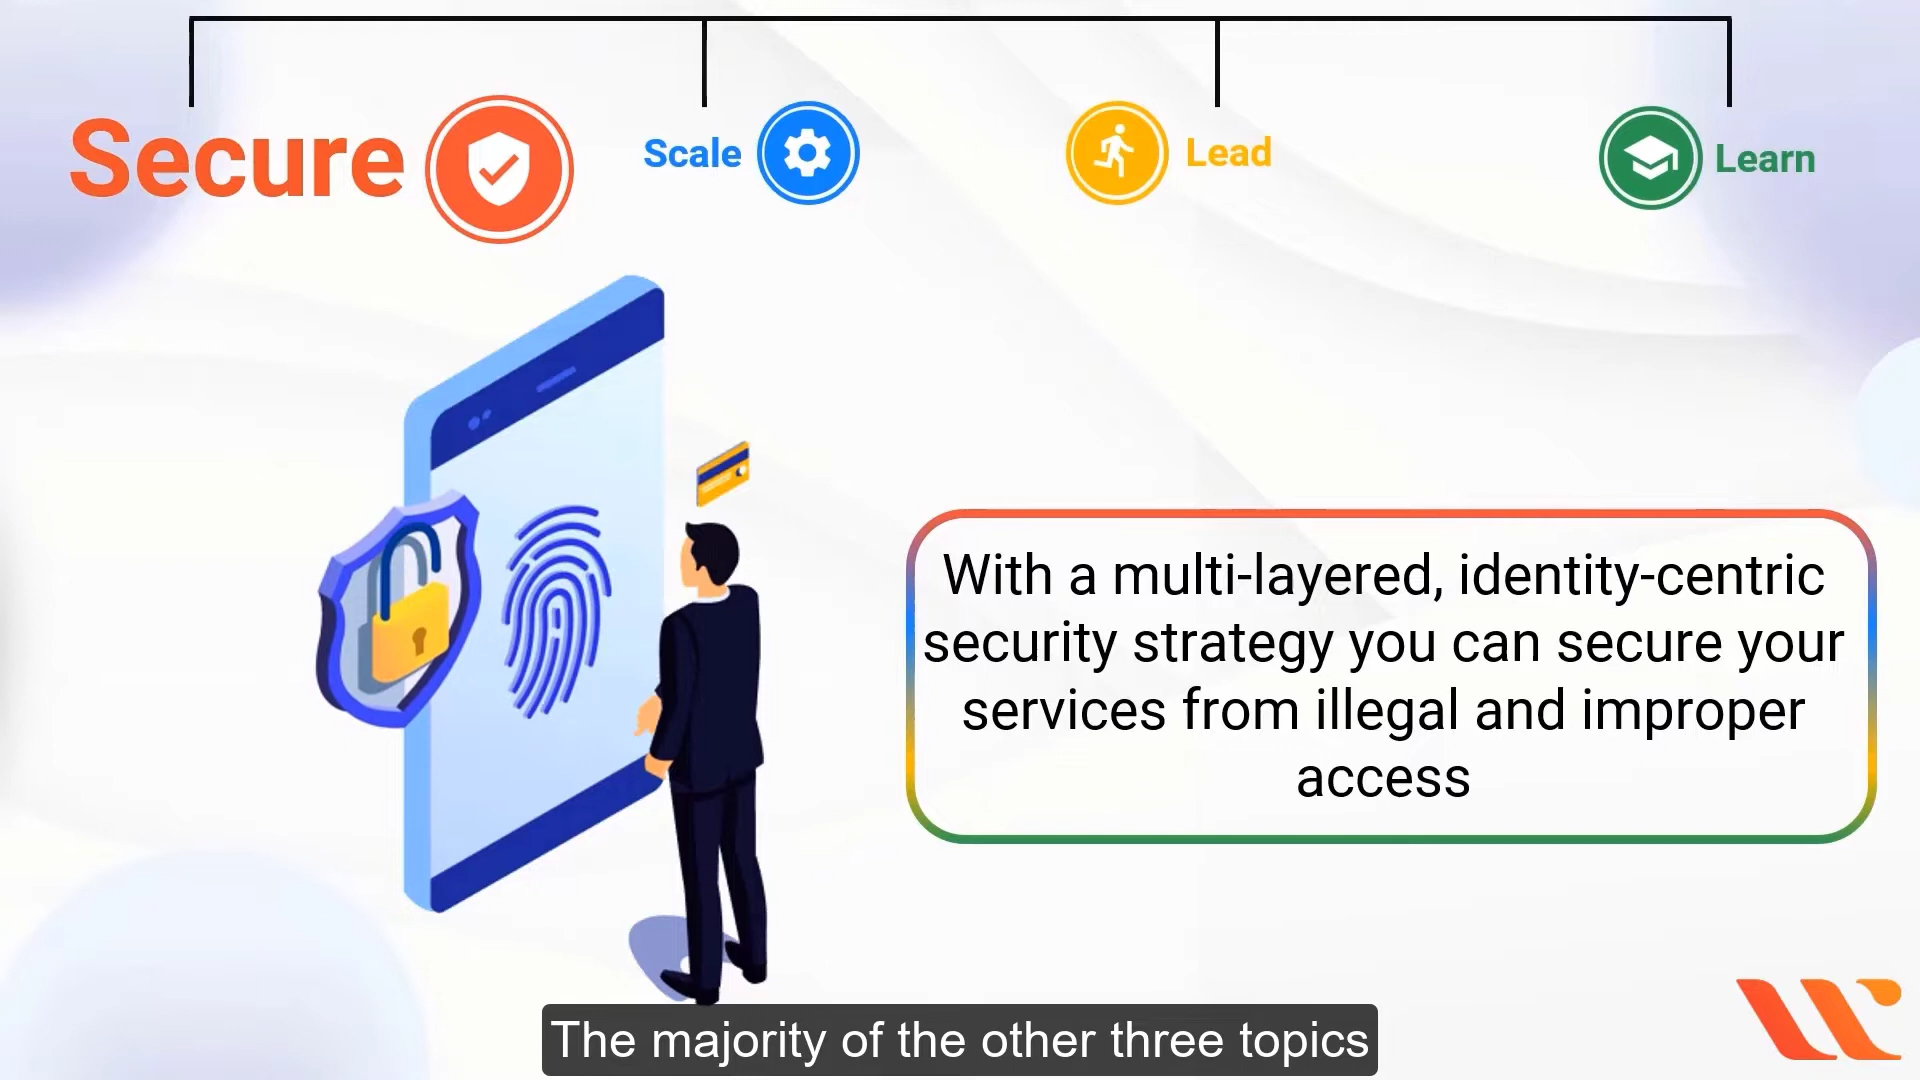 Secure
Scale
Lead
Learn
With a multi-layered, identity-centric
security strategy you can secure your
services from illegal and improper
access
The majority of the other three topics